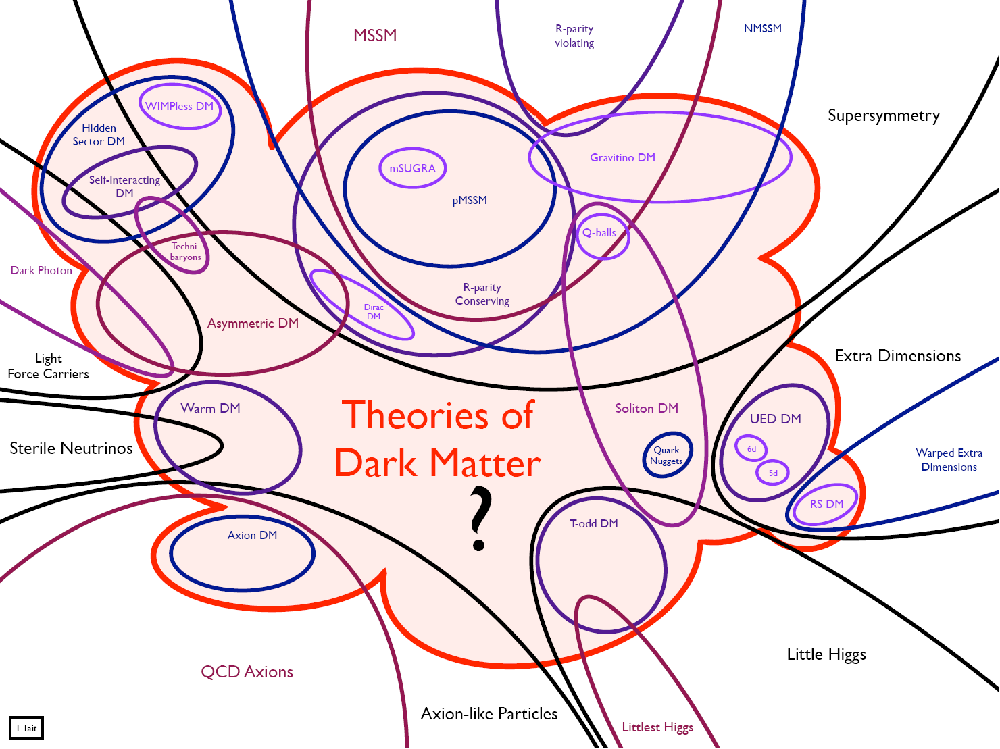 MSSM
R-parity
violating
NMSSM
Supersymmetry
WIMPless DM
Hidden
Sector DM
Self-Interacting
DM
mSUGRA
pMSSM
Gravitino DM
Q-balls
Techni-
baryons
Dark Photon
R-parity
Conserving
Dirac
DM
Asymmetric DM
Light
Force Carriers
Extra Dimensions
Warm DM
Theories of
Dark Matter
?
Soliton DM
UED DM
6d
5d
Quark
Nuggets
Sterile Neutrinos
Warped Extra
Dimensions
RS DM
T-odd DM
Axion DM
QCD Axions
Little Higgs
Axion-like Particles
Littlest Higgs
T Tait